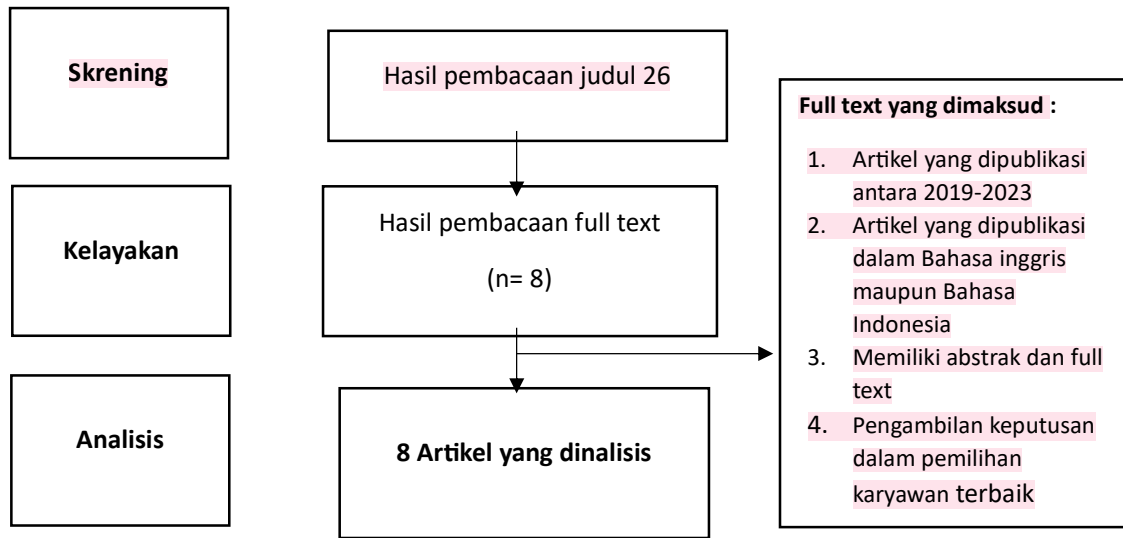 Skrening
Hasil pembacaan judul 26
Kelayakan
Hasil pembacaan full text
(n= 8)
Analisis
8 Artikel yang dinalisis
Full text yang dimaksud :
1. Artikel yang dipublikasi
antara 2019-2023
2. Artikel yang dipublikasi
dalam Bahasa inggris
maupun Bahasa
Indonesia
3. Memiliki abstrak dan full
text
4. Pengambilan keputusan
dalam pemilihan
karyawan terbaik